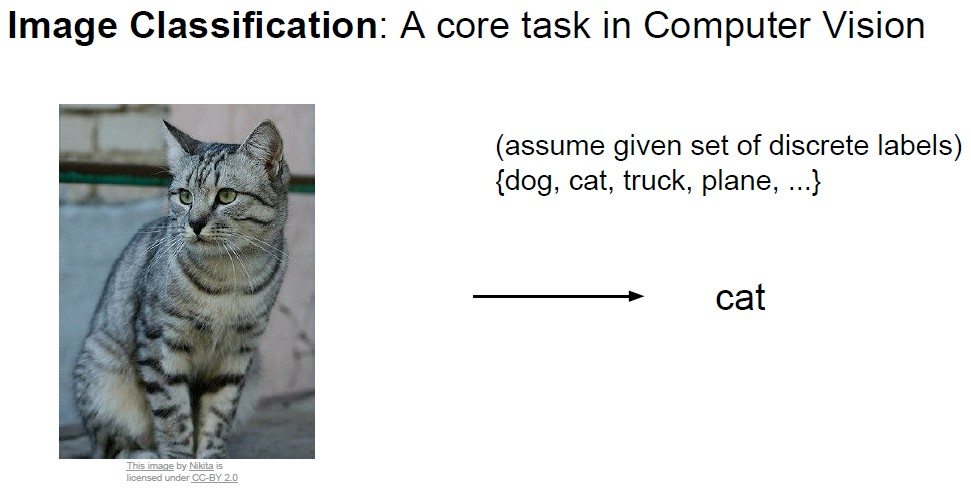 Image Classification: A core task in Computer Vision
(assume given set of discrete labels)
{dog, cat, truck, plane, ...}
cat
This image by Nikita is
licensed under CC-BY 2.0